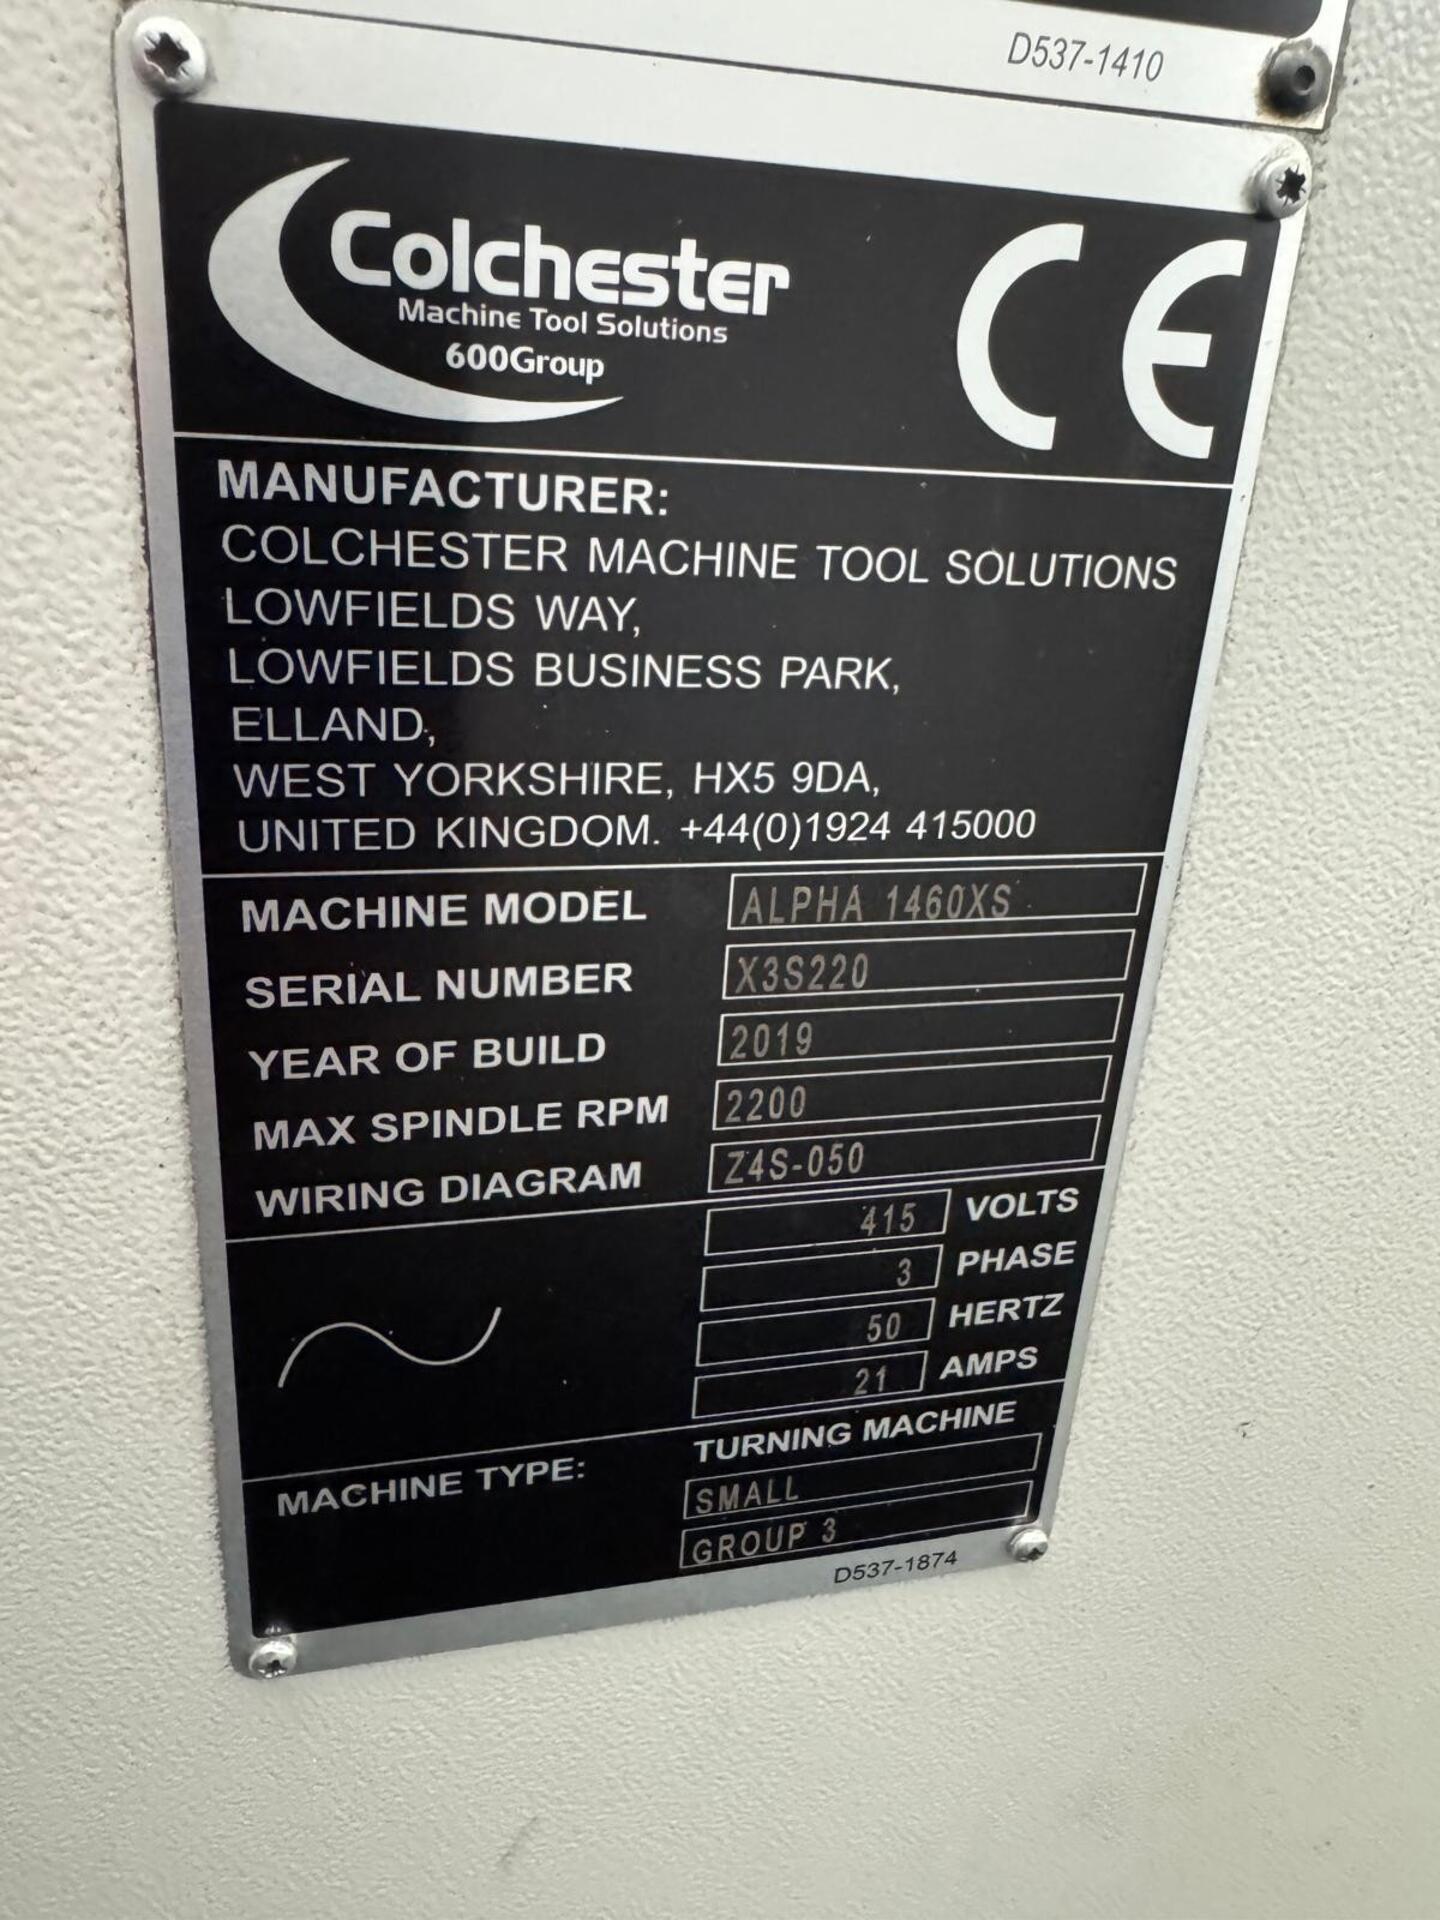 D537-1410
Colchester
Machine Tool Solutions
600Group
CE
MANUFACTURER:
COLCHESTER MACHINE TOOL SOLUTIONS
LOWFIELDS WAY,
LOWFIELDS BUSINESS PARK,
ELLAND,
WEST YORKSHIRE, HX5 9DA,
UNITED KINGDOM. +44(0)1924 415000
MACHINE MODEL ALPHA 1460XS
SERIAL NUMBER X3S220
YEAR OF BUILD 2019
MAX SPINDLE RPM 2200
WIRING DIAGRAM Z4S-050
415 VOLTS
3 PHASE
50 HERTZ
21 AMPS
MACHINE TYPE: TURNING MACHINE
SMALL
GROUP 3
D537-1874